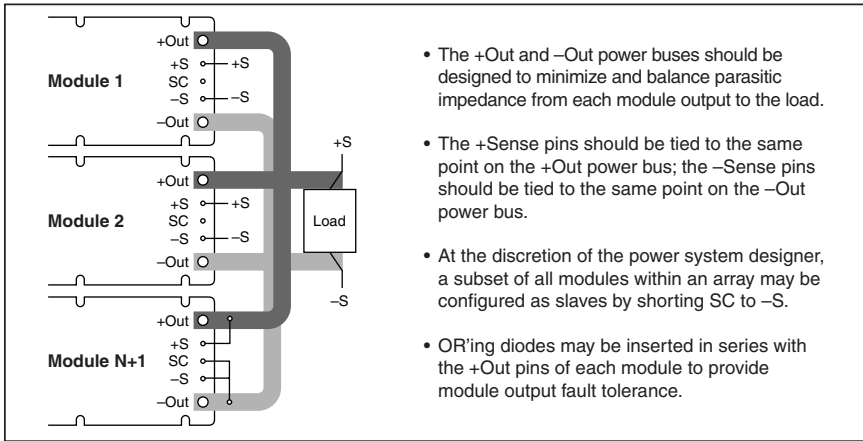 +Out
+S
+S
Module 1
SC
–S
–S
–Out
+Out
+S
+S
Module 2
SC
–S
–S
–Out
+Out
+S
Module N+1
SC
–S
–Out
+S
Load
–S
• The +Out and –Out power buses should be
designed to minimize and balance parasitic
impedance from each module output to the load.
• The +Sense pins should be tied to the same
point on the +Out power bus; the –Sense pins
should be tied to the same point on the –Out
power bus.
• At the discretion of the power system designer,
a subset of all modules within an array may be
configured as slaves by shorting SC to –S.
• OR'ing diodes may be inserted in series with
the +Out pins of each module to provide
module output fault tolerance.